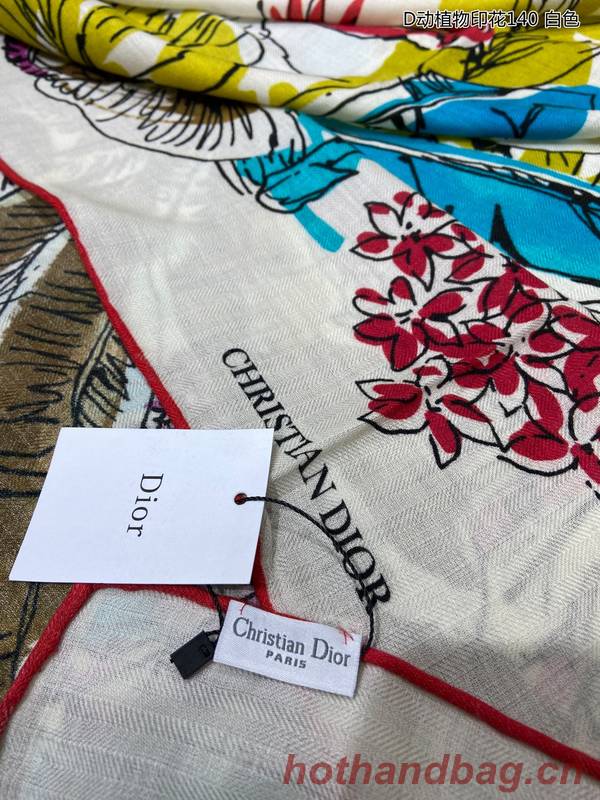 D动植物印花140 白色
CHRISTIAN DIOR
Dior
Christian Dior
PARIS
hothandbag.cn